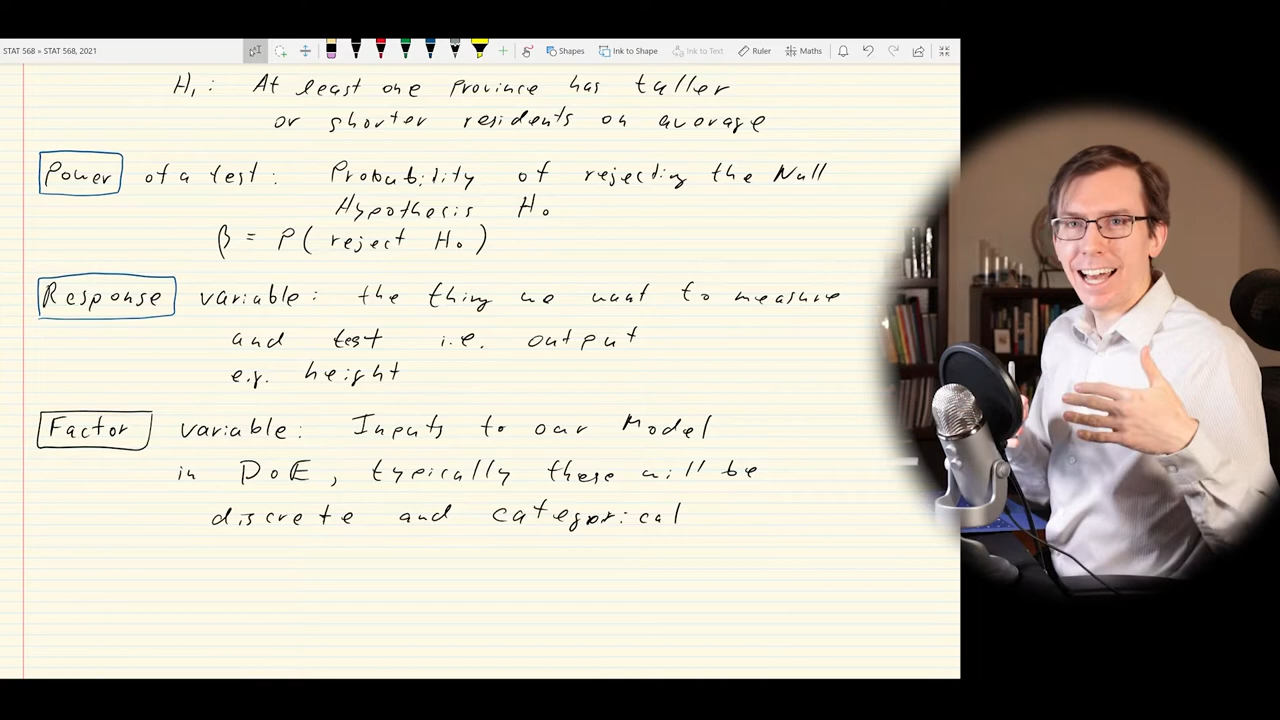 STAT 568 » STAT 568, 2021
Shapes Ink to Shape Ink to Text Ruler Maths
H₁: At least one province has taller
or shorter residents on average
Power of a test: Probability of rejecting the Null
Hypothesis H₀
β = P( reject H₀ )
Response variable: the thing we want to measure
and test i.e. output
e.g. height
Factor variable: Inputs to our Model
in DoE, typically these will be
discrete and categorical